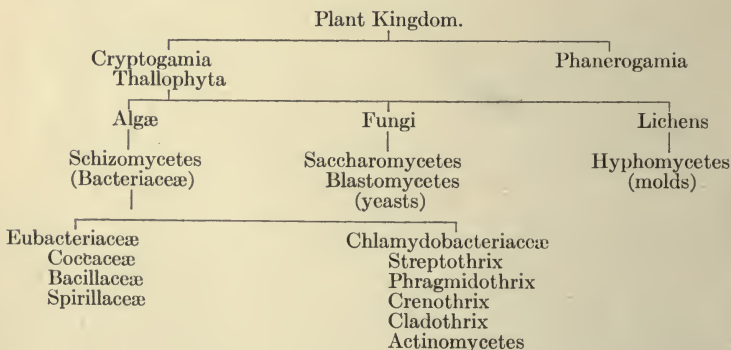 Plant Kingdom.
Cryptogamia Phanerogamia
Thallophyta
Algæ Fungi Lichens
Schizomycetes Saccharomycetes Hyphomycetes
(Bacteriaceæ) Blastomycetes (molds)
(yeasts)
Eubacteriaceæ Chlamydobacteriaceæ
Coccaceæ Streptothrix
Bacillaceæ Phragmidothrix
Spirillaceæ Crenothrix
Cladothrix
Actinomycetes